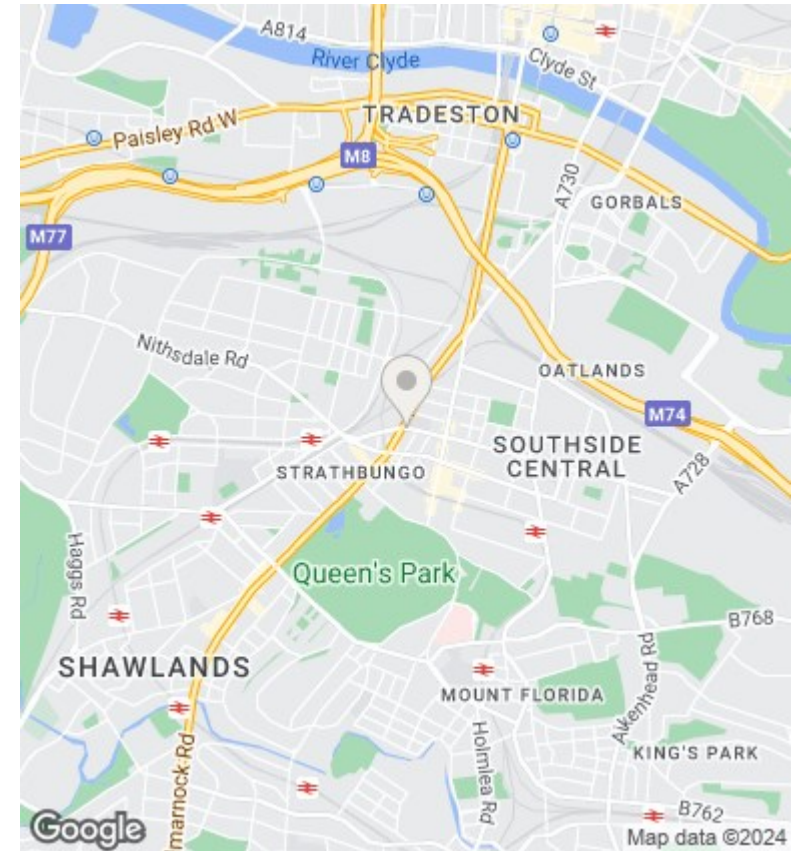 A814
River Clyde
Clyde St
TRADESTON
Paisley Rd W
M8
A730
GORBALS
M77
Nithsdale Rd
OATLANDS
M74
SOUTHSIDE
CENTRAL
STRATHBUNGO
A728
Haggs Rd
Queen's Park
B768
SHAWLANDS
MOUNT FLORIDA
Aikenhead Rd
Holmlea Rd
KING'S PARK
marnock Rd
B762
Google
Map data ©2024